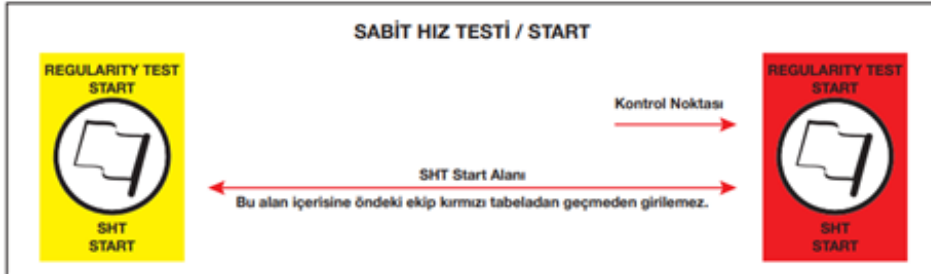 SABİT HIZ TESTİ / START
REGULARITY TEST
START
SHT
START
Kontrol Noktası
SHT Start Alanı
Bu alan içerisine öndeki ekip kırmızı tabeladan geçmeden girilemez.
REGULARITY TEST
START
SHT
START